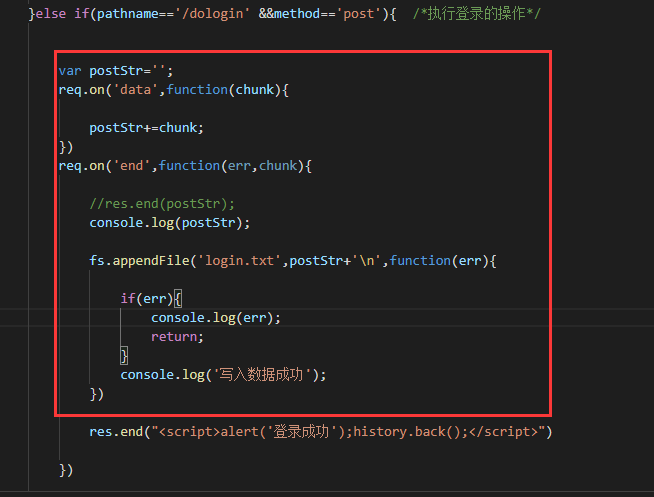 }else if(pathname=='/dologin' &&method=='post'){  /*执行登录的操作*/
var postStr='';
req.on('data',function(chunk){
postStr+=chunk;
})
req.on('end',function(err,chunk){
//res.end(postStr);
console.log(postStr);
fs.appendFile('login.txt',postStr+'\n',function(err){
if(err){
console.log(err);
return;
}
console.log('写入数据成功');
})
res.end("<script>alert('登录成功');history.back();</script>")
})